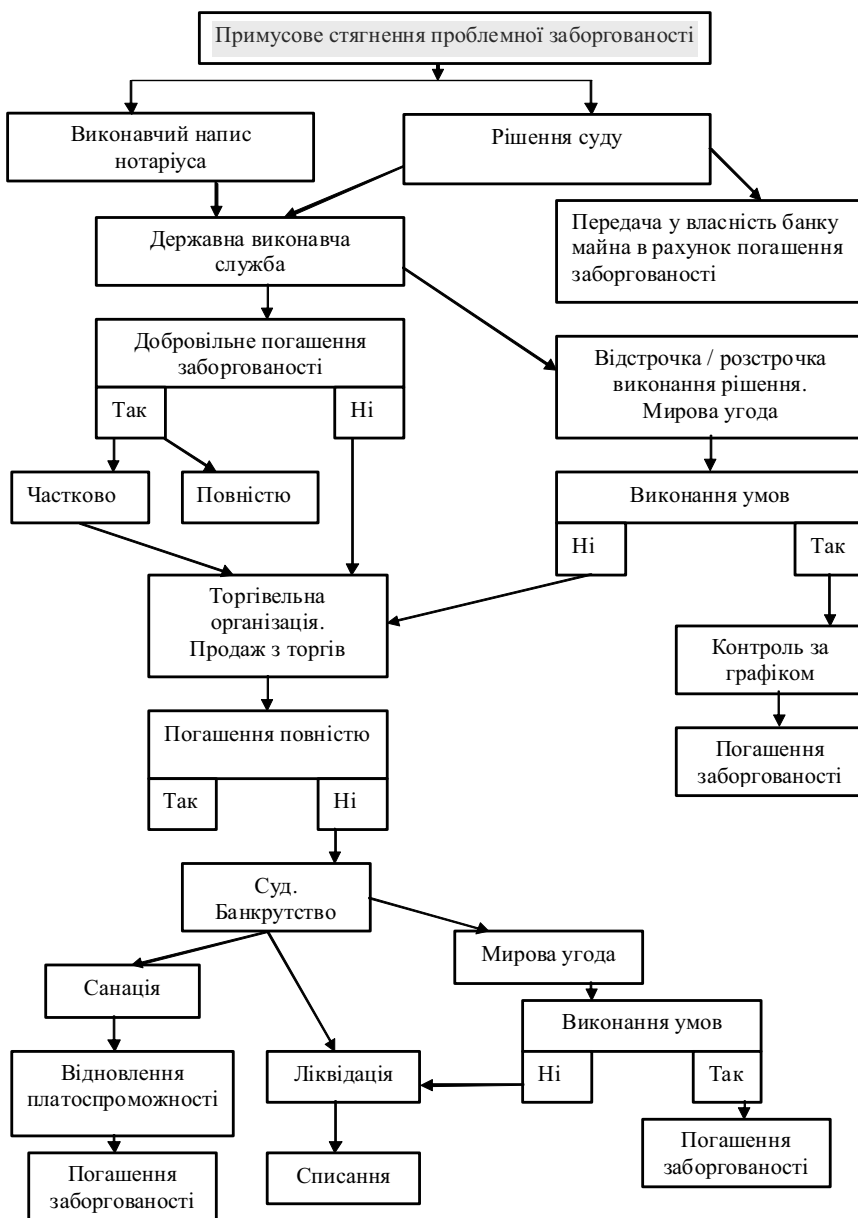 Примусове стягнення проблемної заборгованості
Виконавчий напис
нотаріуса
Рішення суду
Передача у власність банку
майна в рахунок погашення
заборгованості
Державна виконавча
служба
Добровільне погашення
заборгованості
Так
Ні
Відстрочка / розстрочка
виконання рішення.
Мирова угода
Частково
Повністю
Виконання умов
Ні
Так
Торгівельна
організація.
Продаж з торгів
Контроль за
графіком
Погашення повністю
Так
Ні
Погашення
заборгованості
Суд.
Банкрутство
Мирова угода
Санація
Виконання умов
Ні
Так
Відновлення
платоспроможності
Ліквідація
Погашення
заборгованості
Списання
Погашення
заборгованості